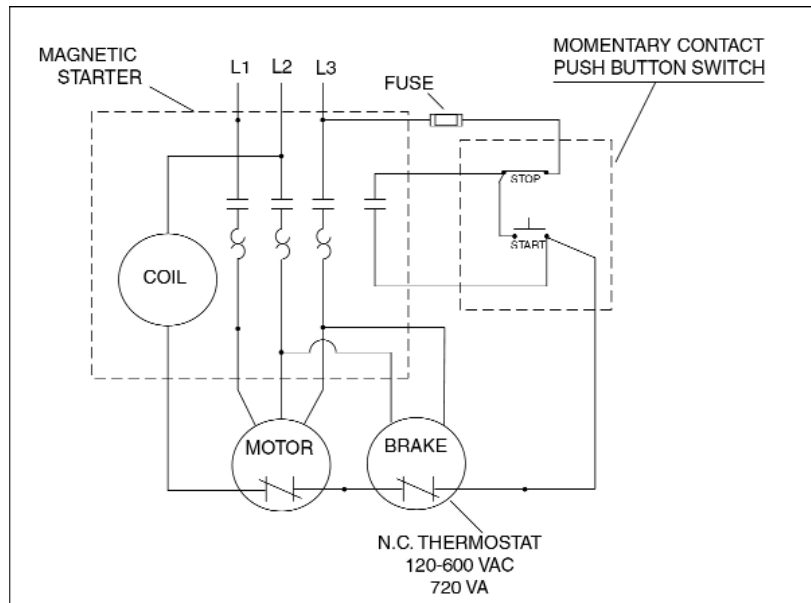 MAGNETIC
STARTER
L1 L2 L3
FUSE
MOMENTARY CONTACT
PUSH BUTTON SWITCH
STOP
START
COIL
MOTOR
BRAKE
N.C. THERMOSTAT
120-600 VAC
720 VA